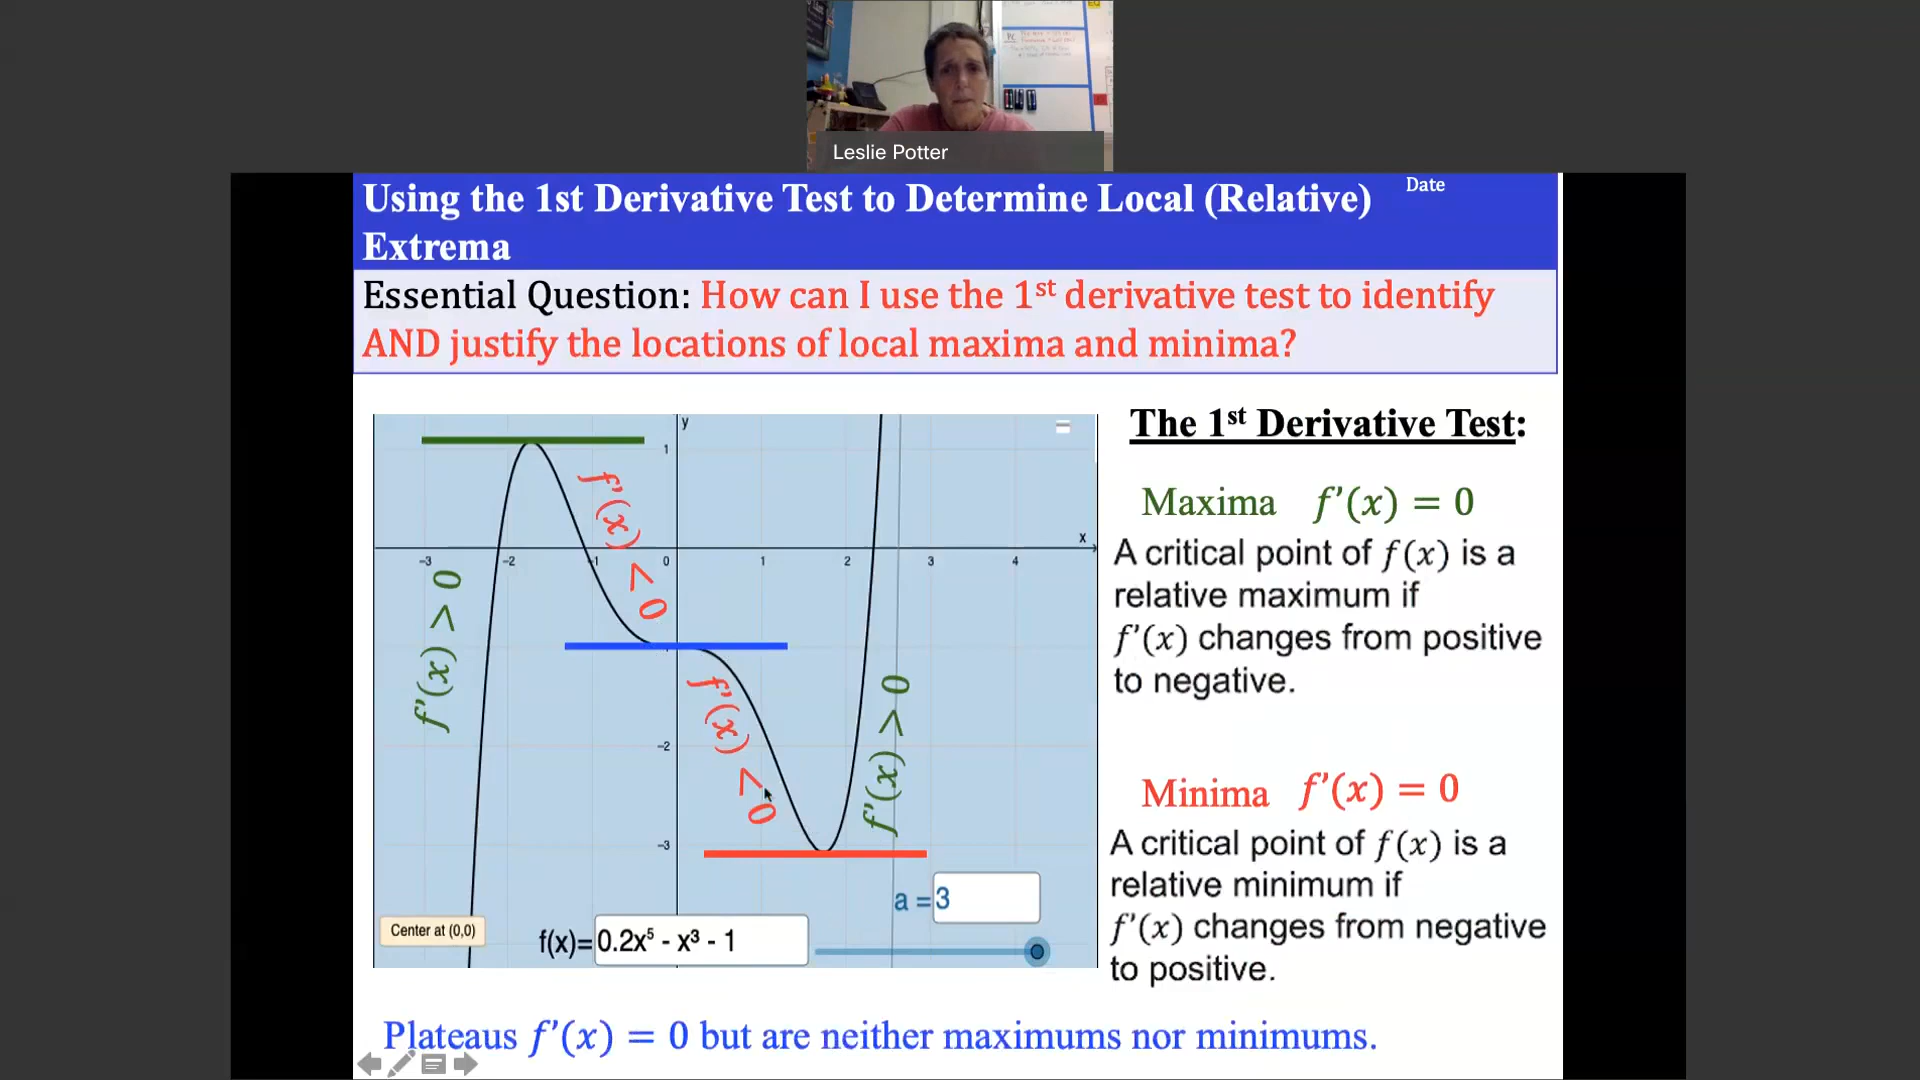 Leslie Potter
Using the 1st Derivative Test to Determine Local (Relative)
Extrema
Date
Essential Question: How can I use the 1st derivative test to identify
AND justify the locations of local maxima and minima?
y
1
x
-3
-2
-1
0
1
2
3
4
-2
-3
f'(x) > 0
f'(x) < 0
f'(x) < 0
f'(x) > 0
a = 3
Center at (0,0)
f(x)= 0.2x⁵ - x³ - 1
The 1st Derivative Test:
Maxima f'(x) = 0
A critical point of f(x) is a
relative maximum if
f'(x) changes from positive
to negative.
Minima f'(x) = 0
A critical point of f(x) is a
relative minimum if
f'(x) changes from negative
to positive.
Plateaus f'(x) = 0 but are neither maximums nor minimums.